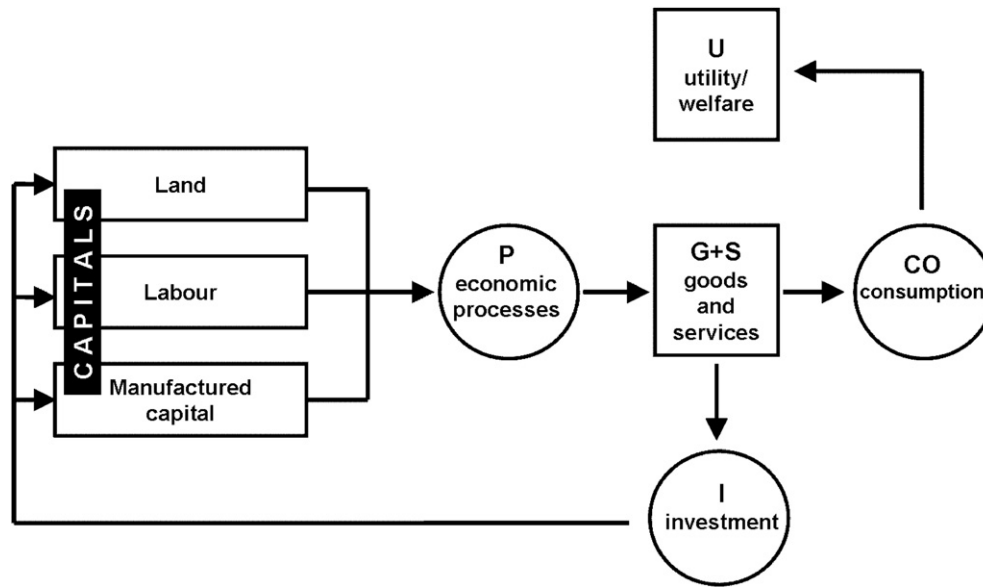 U
utility/
welfare
Land
CAPITALS
Labour
Manufactured
capital
P
economic
processes
G+S
goods
and
services
CO
consumption
I
investment